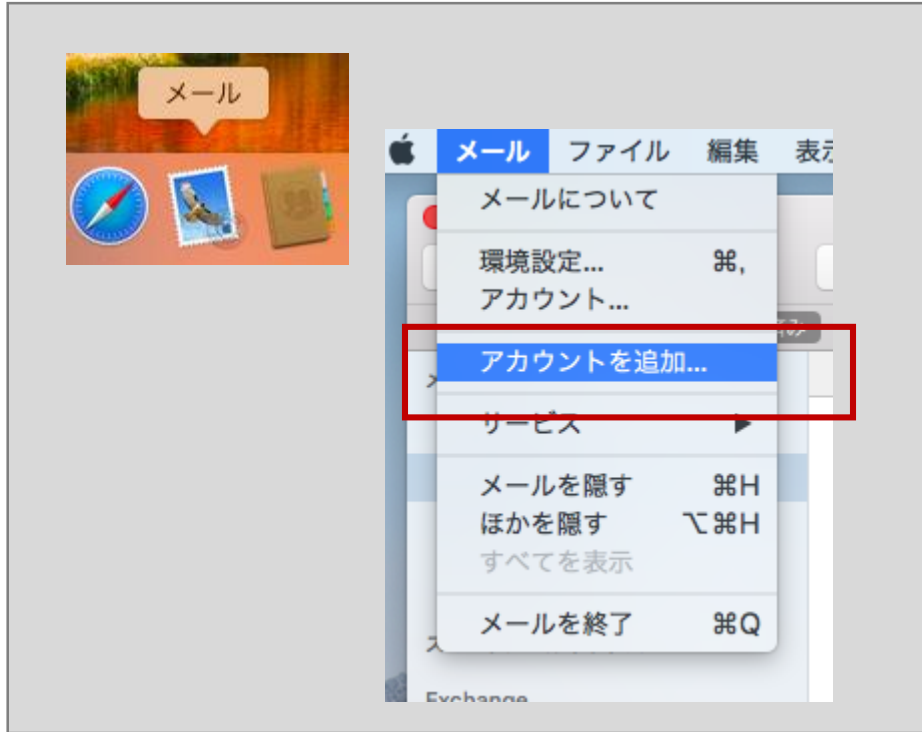 メール
メール ファイル 編集 表示
メールについて
環境設定... ⌘,
アカウント...
済み
アカウントを追加...
サービス ▶
メールを隠す ⌘H
ほかを隠す ⌥⌘H
すべてを表示
メールを終了 ⌘Q
Exchange